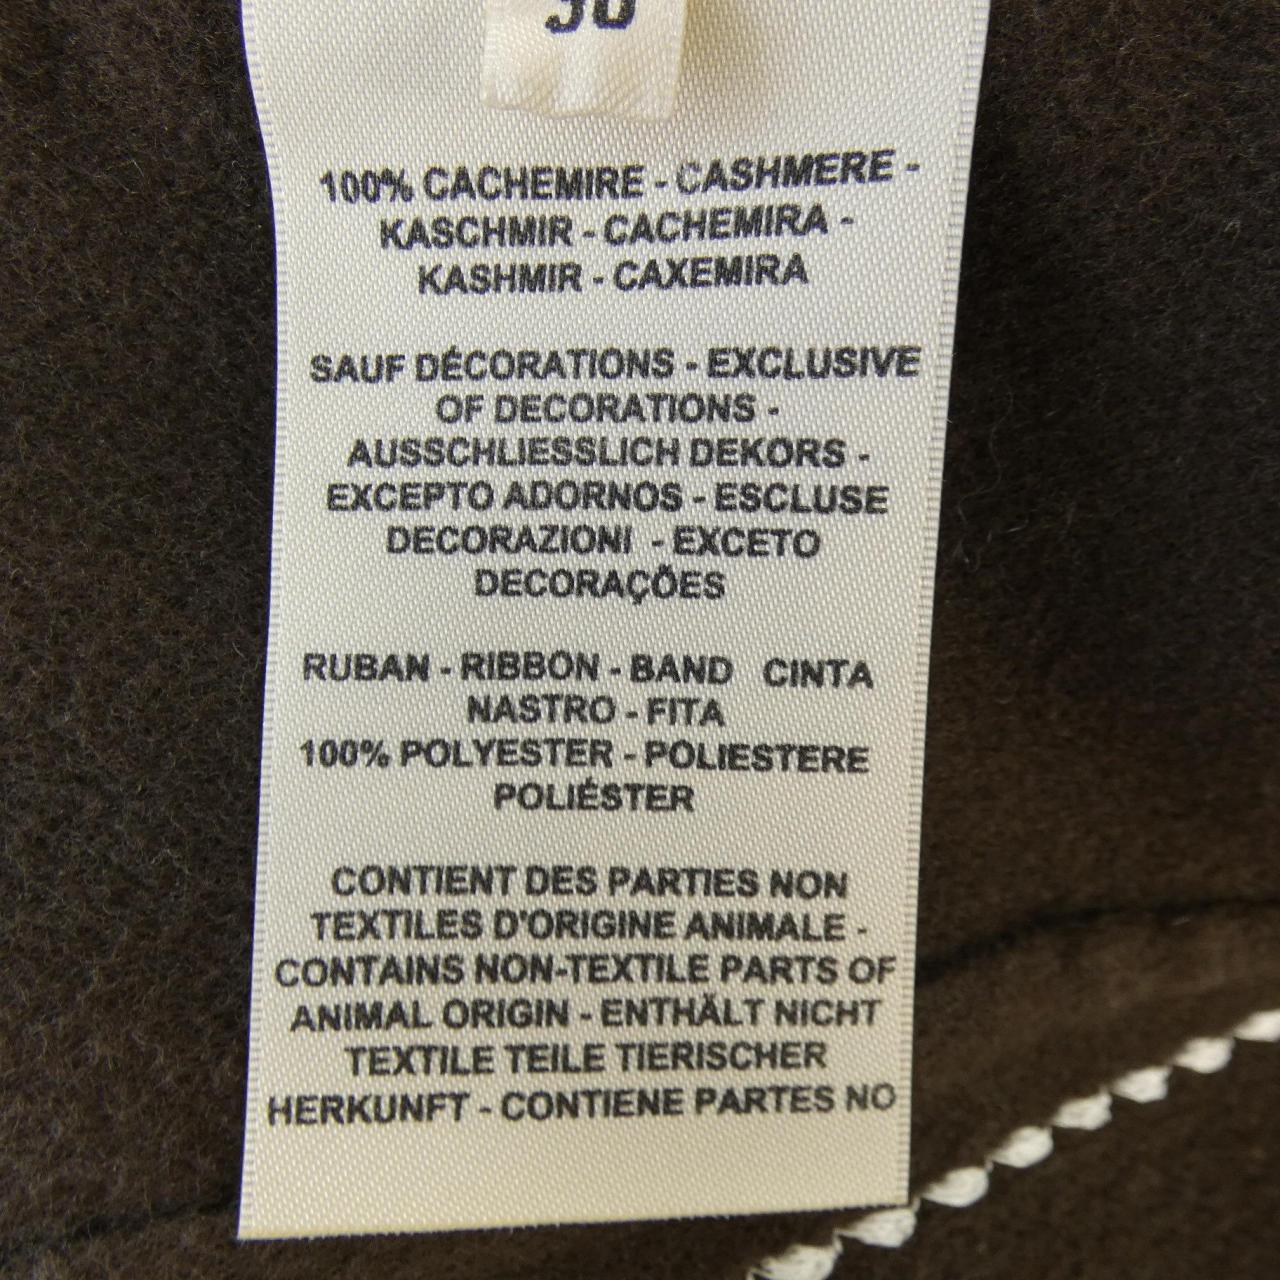 100% CACHEMIRE - CASHMERE -
KASCHMIR - CACHEMIRA -
KASHMIR - CAXEMIRA
SAUF DÉCORATIONS - EXCLUSIVE
OF DECORATIONS -
AUSSCHLIESSLICH DEKORS -
EXCEPTO ADORNOS - ESCLUSE
DECORAZIONI - EXCETO
DECORAÇÕES
RUBAN - RIBBON - BAND CINTA
NASTRO - FITA
100% POLYESTER - POLIESTERE
POLIÉSTER
CONTIENT DES PARTIES NON
TEXTILES D'ORIGINE ANIMALE -
CONTAINS NON-TEXTILE PARTS OF
ANIMAL ORIGIN - ENTHÄLT NICHT
TEXTILE TEILE TIERISCHER
HERKUNFT - CONTIENE PARTES NO